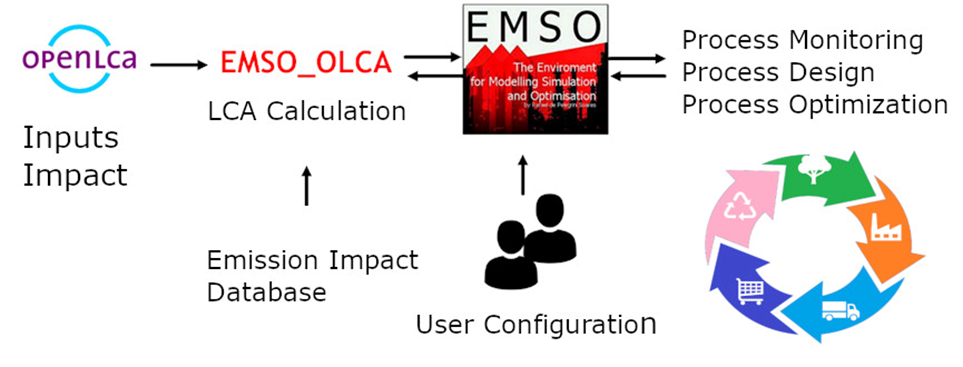 openLCA
Inputs
Impact
EMSO_OLCA
LCA Calculation
Emission Impact
Database
EMSO
The Enviroment
for Modelling Simulation
and Optimisation
by Rafael de Pelegrini Soares
User Configuration
Process Monitoring
Process Design
Process Optimization